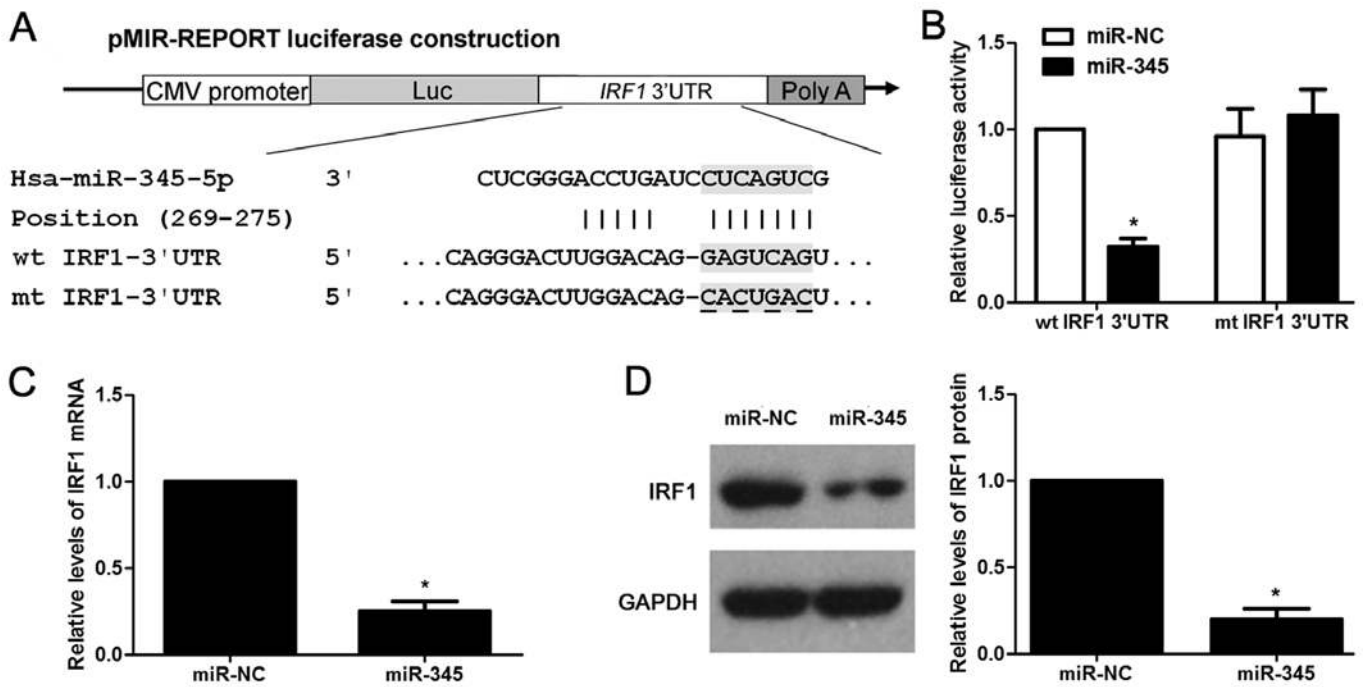 A
pMIR-REPORT luciferase construction
CMV promoter Luc IRF1 3'UTR Poly A
Hsa-miR-345-5p 3' CUCGGGACCUGAUCCUCAGUCG
Position (269-275)
wt IRF1-3'UTR 5' ...CAGGGACUUGGACAG-GAGUCAGU...
mt IRF1-3'UTR 5' ...CAGGGACUUGGACAG-CACUGACU...
B
miR-NC
miR-345
Relative luciferase activity
1.5
1.0
0.5
0.0
*
wt IRF1 3'UTR mt IRF1 3'UTR
C
Relative levels of IRF1 mRNA
1.5
1.0
0.5
0.0
*
miR-NC miR-345
D
miR-NC miR-345
IRF1
GAPDH
Relative levels of IRF1 protein
1.5
1.0
0.5
0.0
*
miR-NC miR-345